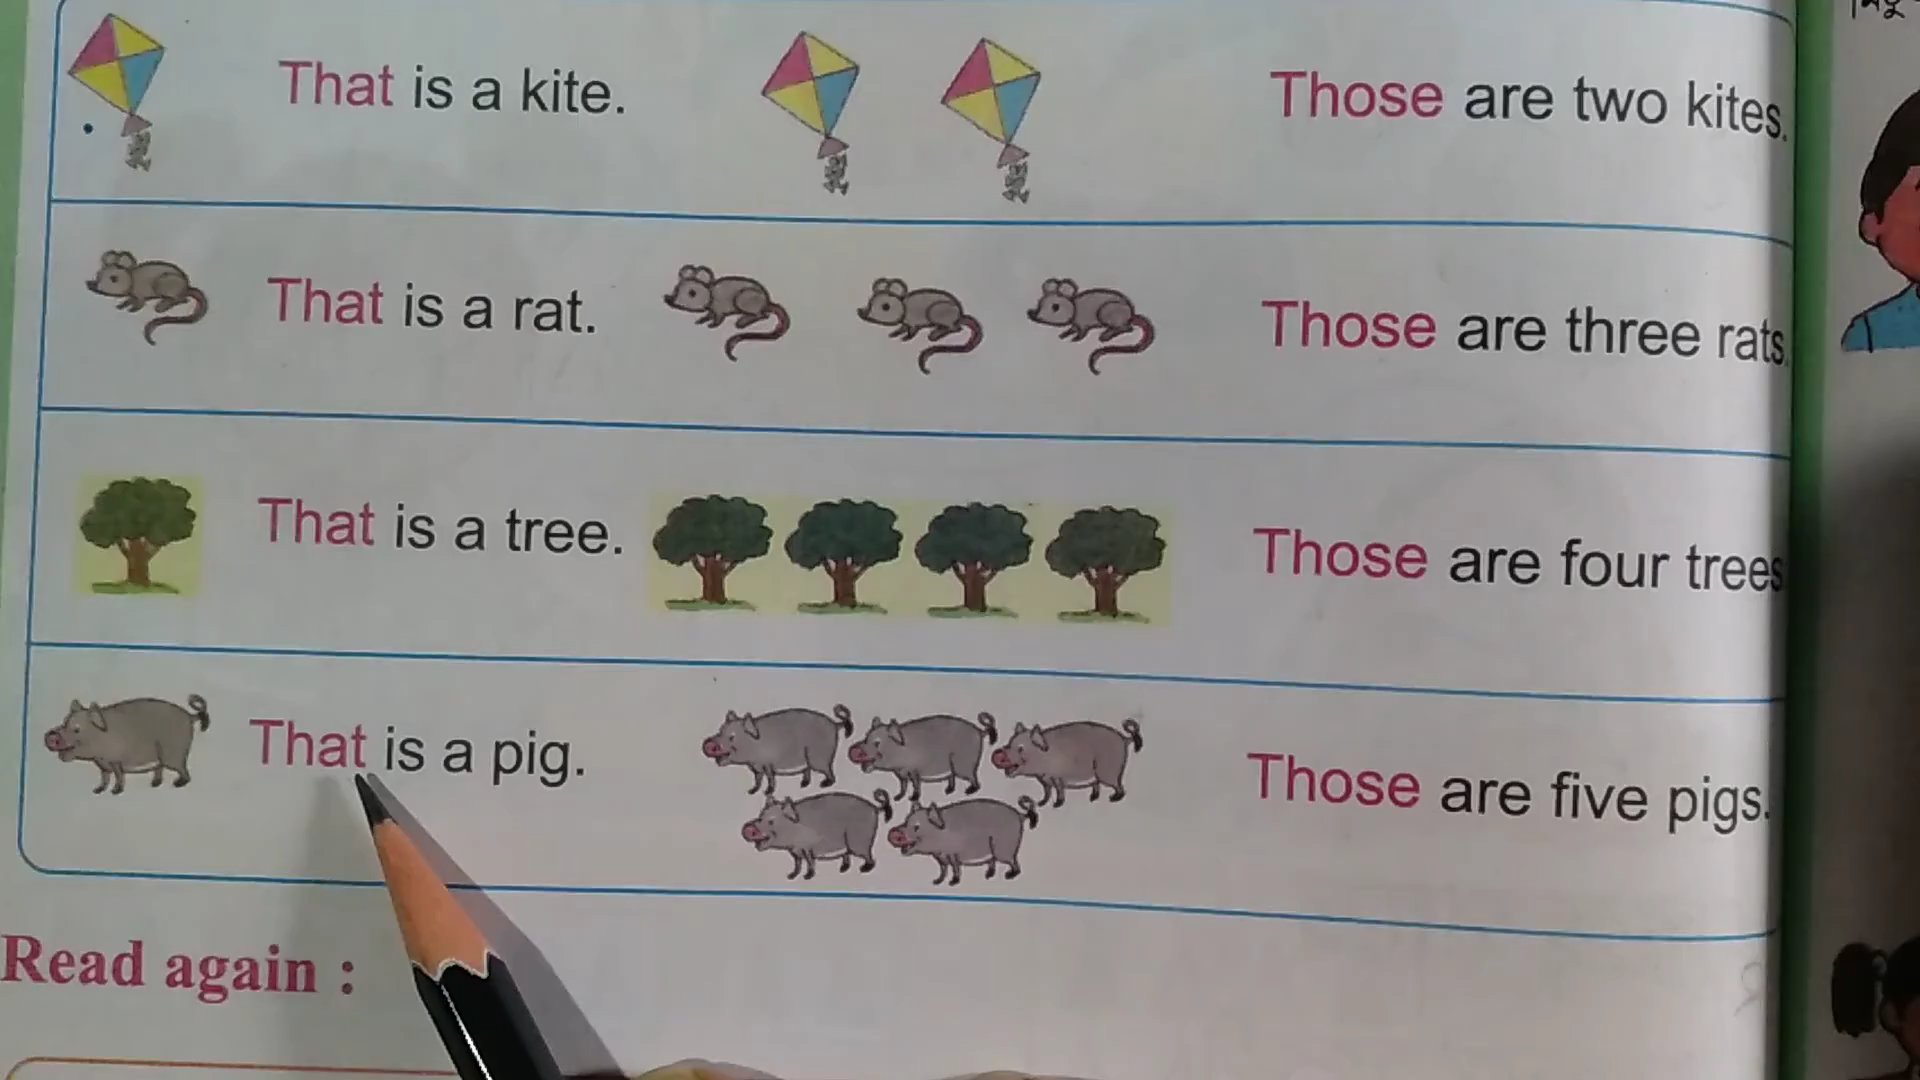 That is a kite. Those are two kites.
That is a rat. Those are three rats.
That is a tree. Those are four trees
That is a pig. Those are five pigs.
Read again :